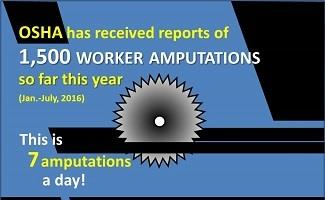 OSHA has received reports of
1,500 WORKER AMPUTATIONS
so far this year
(Jan.-July, 2016)
This is
7 amputations
a day!